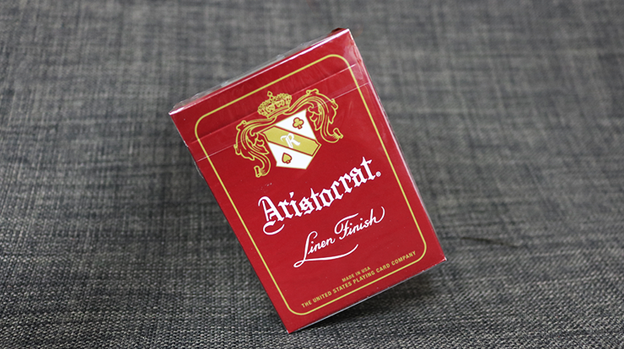 R
Aristocrat.
Linen Finish
MADE IN USA
THE UNITED STATES PLAYING CARD COMPANY